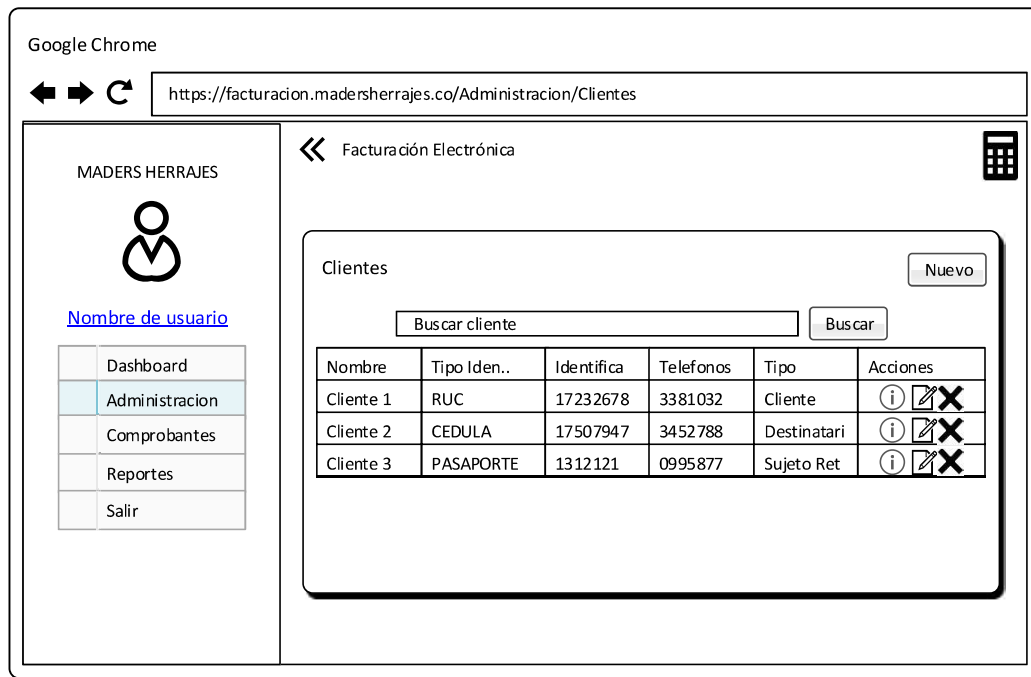 Google Chrome
https://facturacion.madersherrajes.co/Administracion/Clientes
MADERS HERRAJES
Nombre de usuario
Dashboard
Administracion
Comprobantes
Reportes
Salir
Facturación Electrónica
Clientes
Nuevo
Buscar cliente Buscar
Nombre Tipo Iden.. Identifica Telefonos Tipo Acciones
Cliente 1 RUC 17232678 3381032 Cliente
Cliente 2 CEDULA 17507947 3452788 Destinatari
Cliente 3 PASAPORTE 1312121 0995877 Sujeto Ret